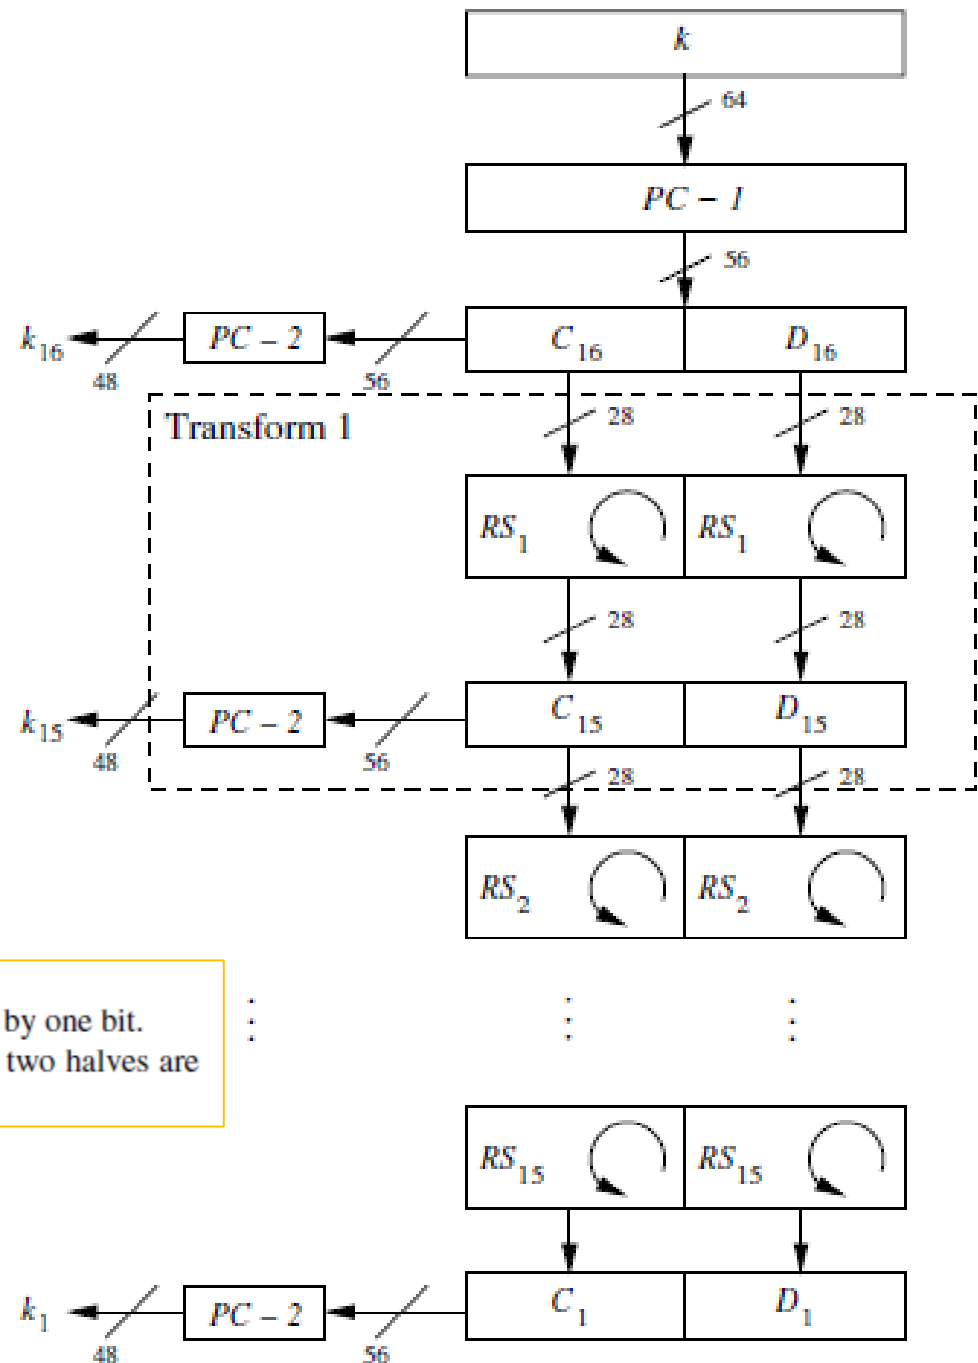 k
64
PC – 1
56
k16 48 PC – 2 56 C16 D16
Transform 1
28 28
RS1 RS1
28 28
k15 48 PC – 2 56 C15 D15
28 28
RS2 RS2
by one bit.
two halves are
RS15 RS15
k1 48 PC – 2 56 C1 D1